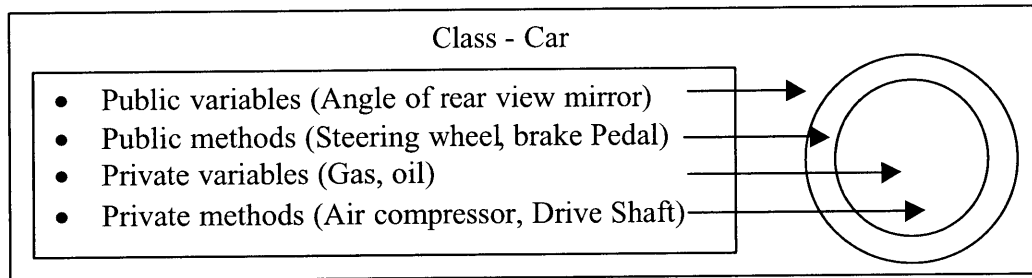 Class - Car
• Public variables (Angle of rear view mirror)
• Public methods (Steering wheel, brake Pedal)
• Private variables (Gas, oil)
• Private methods (Air compressor, Drive Shaft)